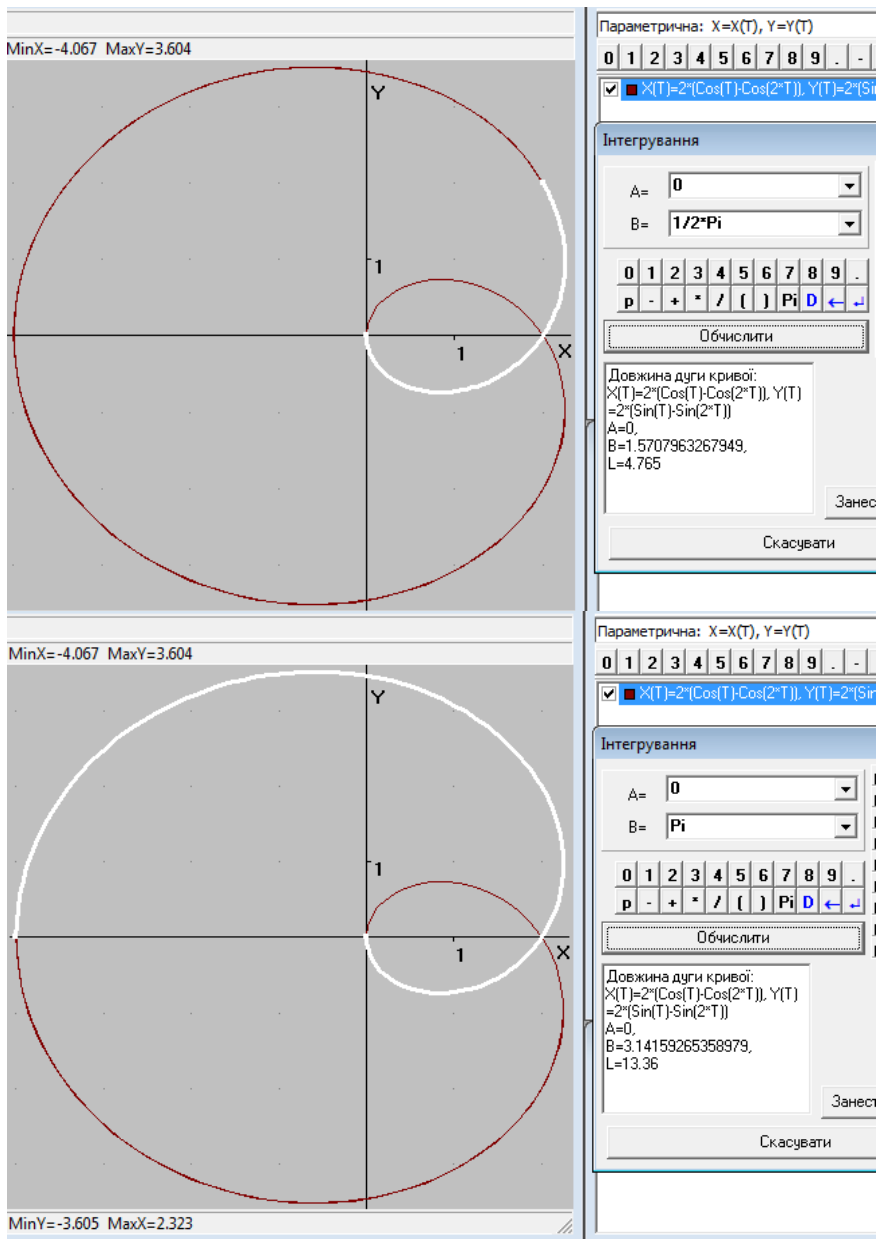 Параметрична: X=X(T), Y=Y(T)
MinX=-4.067 MaxY=3.604
0 1 2 3 4 5 6 7 8 9 . -
X(T)=2*(Cos(T)-Cos(2*T)), Y(T)=2*(Sin
Y
1
1
X
Інтегрування
A= 0
B= 1/2*Pi
0 1 2 3 4 5 6 7 8 9 .
p - + * / ( ) Pi D ← ↵
Обчислити
Довжина дуги кривої:
X(T)=2*(Cos(T)-Cos(2*T)), Y(T)
=2*(Sin(T)-Sin(2*T))
A=0,
B=1.5707963267949,
L=4.765
Занес
Скасувати
Параметрична: X=X(T), Y=Y(T)
MinX=-4.067 MaxY=3.604
0 1 2 3 4 5 6 7 8 9 . -
X(T)=2*(Cos(T)-Cos(2*T)), Y(T)=2*(Sin
Y
1
1
X
Інтегрування
A= 0
B= Pi
0 1 2 3 4 5 6 7 8 9 .
p - + * / ( ) Pi D ← ↵
Обчислити
Довжина дуги кривої:
X(T)=2*(Cos(T)-Cos(2*T)), Y(T)
=2*(Sin(T)-Sin(2*T))
A=0,
B=3.14159265358979,
L=13.36
Занест
Скасувати
MinY=-3.605 MaxX=2.323